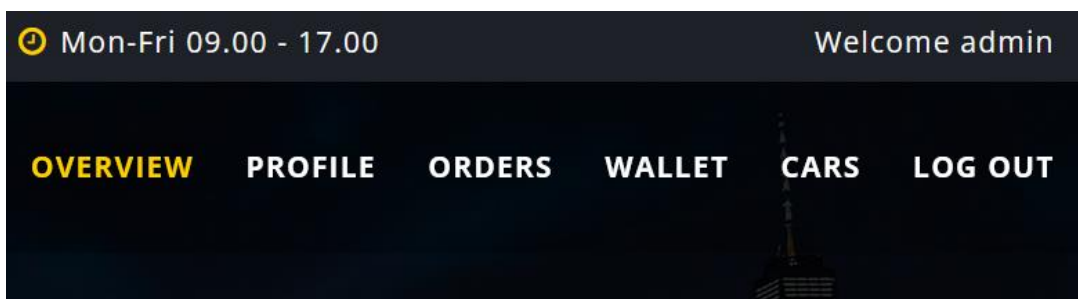 Mon-Fri 09.00 - 17.00 Welcome admin
OVERVIEW PROFILE ORDERS WALLET CARS LOG OUT